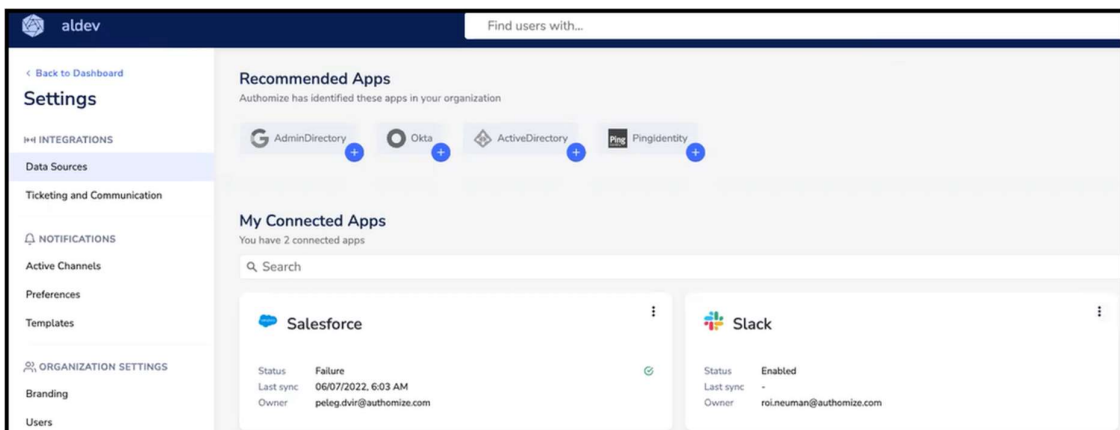 aldev
Find users with...
< Back to Dashboard
Settings
INTEGRATIONS
Data Sources
Ticketing and Communication
NOTIFICATIONS
Active Channels
Preferences
Templates
ORGANIZATION SETTINGS
Branding
Users
Recommended Apps
Authomize has identified these apps in your organization
AdminDirectory
Okta
ActiveDirectory
Ping PingIdentity
My Connected Apps
You have 2 connected apps
Search
Salesforce
Status Failure
Last sync 06/07/2022, 6:03 AM
Owner peleg.dvir@authomize.com
Slack
Status Enabled
Last sync -
Owner roi.neuman@authomize.com